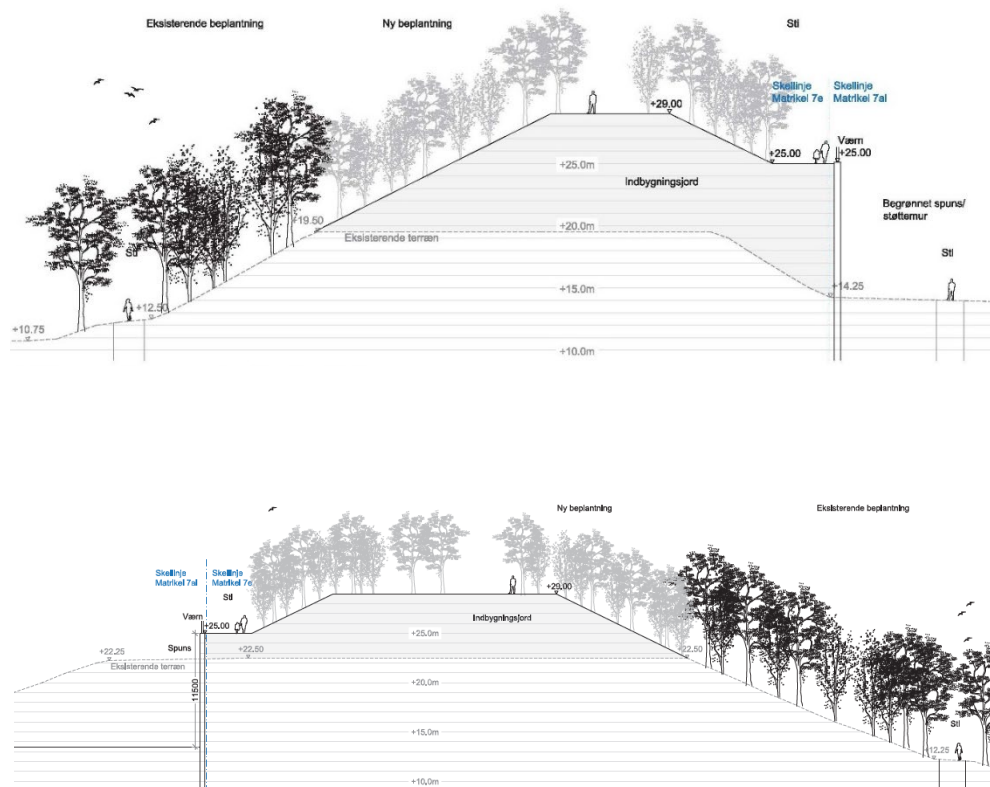 Eksisterende beplantning
Ny beplantning
Sti
Skellinje
Matrikel 7e
Skellinje
Matrikel 7al
+29.00
Værn
+25.00
+25.00
+25.0m
Indbygningsjord
Begrønnet spuns/
støttemur
+19.50
+20.0m
Eksisterende terræn
Sti
Sti
+15.0m
+14.25
+12.50
+10.75
+10.0m
Ny beplantning
Eksisterende beplantning
Skellinje
Matrikel 7al
Skellinje
Matrikel 7e
Sti
+29.00
Værn
+25.00
Indbygningsjord
+25.0m
Spuns
+22.25
+22.50
+22.50
Eksisterende terræn
11500
+20.0m
Sti
+15.0m
+12.25
+10.0m